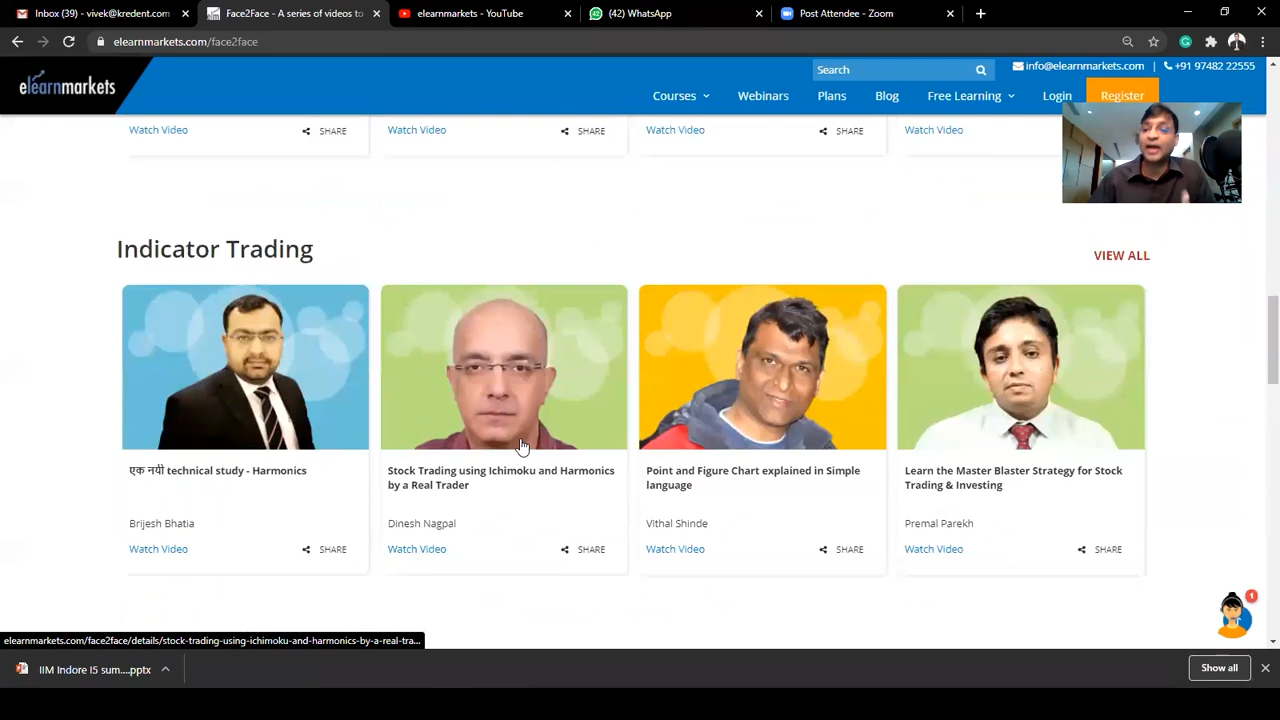 Inbox (39) - vivek@kredent.com
Face2Face - A series of videos to
elearnmarkets - YouTube
(42) WhatsApp
Post Attendee - Zoom
elearnmarkets.com/face2face
elearnmarkets
Search
info@elearnmarkets.com | +91 97482 22555
Courses
Webinars
Plans
Blog
Free Learning
Login
Register
Watch Video SHARE
Watch Video SHARE
Watch Video SHARE
Watch Video
Indicator Trading
VIEW ALL
एक नयी technical study - Harmonics
Brijesh Bhatia
Watch Video SHARE
Stock Trading using Ichimoku and Harmonics
by a Real Trader
Dinesh Nagpal
Watch Video SHARE
Point and Figure Chart explained in Simple
language
Vithal Shinde
Watch Video SHARE
Learn the Master Blaster Strategy for Stock
Trading & Investing
Premal Parekh
Watch Video SHARE
1
elearnmarkets.com/face2face/details/stock-trading-using-ichimoku-and-harmonics-by-a-real-tra...
IIM Indore I5 sum....pptx
Show all